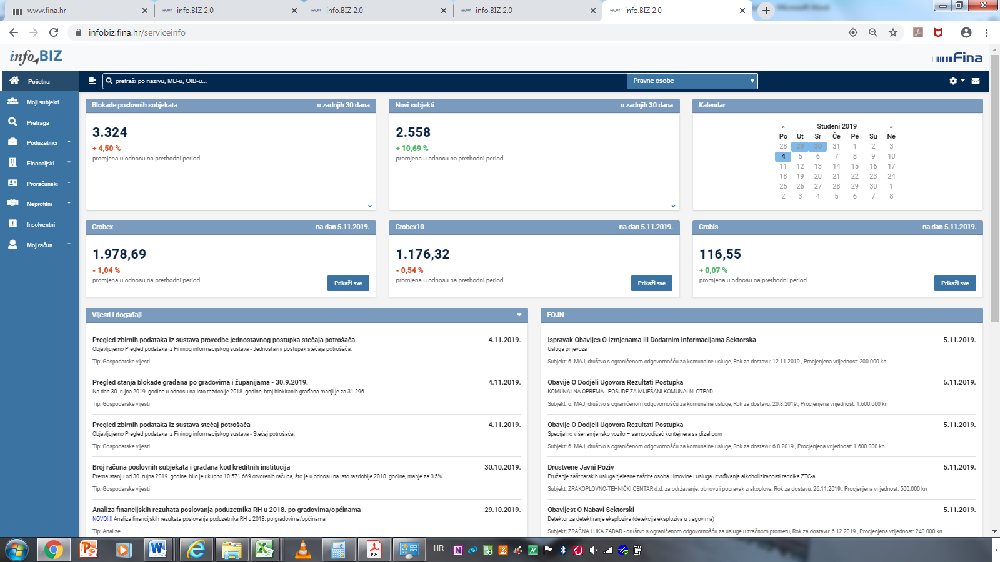 www.fina.hr
info.BIZ 2.0
info.BIZ 2.0
info.BIZ 2.0
info.BIZ 2.0
infobiz.fina.hr/serviceinfo
info.BIZ
Fina
Početna
pretraži po nazivu, MB-u, OIB-u...
Pravne osobe
Moji subjekti
Pretraga
Poduzetnici
Financijski
Proračunski
Neprofitni
Insolventni
Moj račun
Blokade poslovnih subjekata u zadnjih 30 dana
3.324
+ 4,50 %
promjena u odnosu na prethodni period
Novi subjekti u zadnjih 30 dana
2.558
+ 10,69 %
promjena u odnosu na prethodni period
Kalendar
« Studeni 2019 »
Po Ut Sr Če Pe Su Ne
28 29 30 31 1 2 3
4 5 6 7 8 9 10
11 12 13 14 15 16 17
18 19 20 21 22 23 24
25 26 27 28 29 30 1
2 3 4 5 6 7 8
Crobex na dan 5.11.2019.
1.978,69
- 1,04 %
promjena u odnosu na prethodni period
Prikaži sve
Crobex10 na dan 5.11.2019.
1.176,32
- 0,54 %
promjena u odnosu na prethodni period
Prikaži sve
Crobis na dan 5.11.2019.
116,55
+ 0,07 %
promjena u odnosu na prethodni period
Prikaži sve
Vijesti i događaji
Pregled zbirnih podataka iz sustava provedbe jednostavnog postupka stečaja potrošača 4.11.2019.
Objavljujemo Pregled podataka iz Fininog informacijskog sustava - Jednostavni postupak stečaja potrošača.
Tip: Gospodarske vijesti
Pregled stanja blokade građana po gradovima i županijama - 30.9.2019. 4.11.2019.
Na dan 30. rujna 2019. godine u odnosu na isto razdoblje 2018. godine, broj blokiranih građana manji je za 31.296
Tip: Gospodarske vijesti
Pregled zbirnih podataka iz sustava stečaj potrošača 4.11.2019.
Objavljujemo Pregled podataka iz Fininog informacijskog sustava - Stečaj potrošača.
Tip: Gospodarske vijesti
Broj računa poslovnih subjekata i građana kod kreditnih institucija 30.10.2019.
Prema stanju od 30. rujna 2019. godine, bilo je ukupno 10.571.669 otvorenih računa, što je u odnosu na isto razdoblje 2018. godine, manje za 3,5%
Tip: Gospodarske vijesti
Analiza financijskih rezultata poslovanja poduzetnika RH u 2018. po gradovima/općinama 29.10.2019.
NOVO!!!! Analiza financijskih rezultata poslovanja poduzetnika RH u 2018. po gradovima/općinama
Tip: Analize
EOJN
Ispravak Obavijes O Izmjenama Ili Dodatnim Informacijama Sektorska 5.11.2019.
Usluga prijevoza
Subjekt: 6. MAJ, društvo s ograničenom odgovornošću za komunalne usluge, Rok za dostavu: 12.11.2019., Procjenjena vrijednost: 200.000 kn
Obavije O Dodjeli Ugovora Rezultati Postupka 5.11.2019.
KOMUNALNA OPREMA - POSUDE ZA MIJEŠANI KOMUNALNI OTPAD
Subjekt: 6. MAJ, društvo s ograničenom odgovornošću za komunalne usluge, Rok za dostavu: 20.8.2019., Procjenjena vrijednost: 1.600.000 kn
Obavije O Dodjeli Ugovora Rezultati Postupka 5.11.2019.
Specijalno višenamjensko vozilo – samopodizač kontejnera sa dizalicom
Subjekt: 6. MAJ, društvo s ograničenom odgovornošću za komunalne usluge, Rok za dostavu: 6.8.2019., Procjenjena vrijednost: 1.600.000 kn
Drustvene Javni Poziv 5.11.2019.
Pružanje zaštitarskih usluga tjelesne zaštite osoba i imovine i usluga utvrđivanja alkoholiziranosti radnika ZTC-a
Subjekt: ZRAKOPLOVNO-TEHNIČKI CENTAR d.d. za održavanje, obnovu i popravak zrakoplova, Rok za dostavu: 26.11.2019., Procjenjena vrijednost: 500.000 kn
Obavijest O Nabavi Sektorski 5.11.2019.
Detektor za detektiranje eksploziva (detekcija eksploziva u tragovima)
Subjekt: ZRAČNA LUKA ZADAR - društvo s ograničenom odgovornošću za usluge u zračnom prometu, Rok za dostavu: 6.12.2019., Procjenjena vrijednost: 240.000 kn
HR